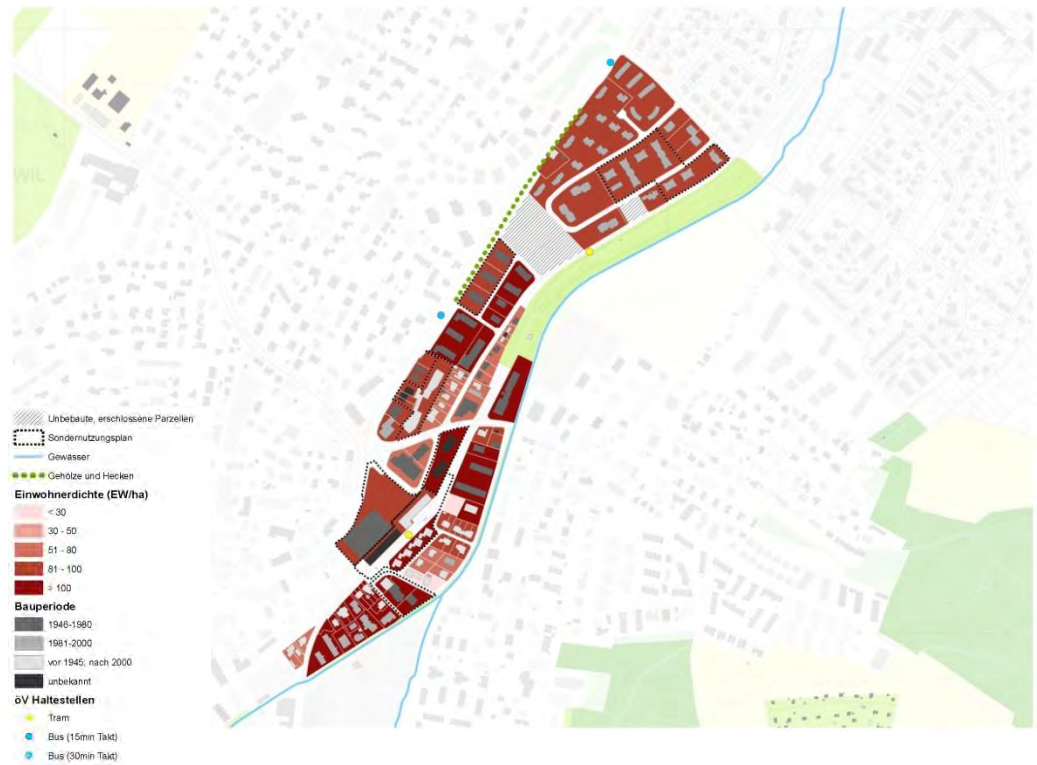 WiL
Unbebaute, erschlossene Parzellen
Sondernutzungsplan
Gewässer
Gehölze und Hecken
Einwohnerdichte (EW/ha)
< 30
30 - 50
51 - 80
81 - 100
> 100
Bauperiode
1946-1980
1981-2000
vor 1945; nach 2000
unbekannt
öV Haltestellen
Tram
Bus (15min Takt)
Bus (30min Takt)